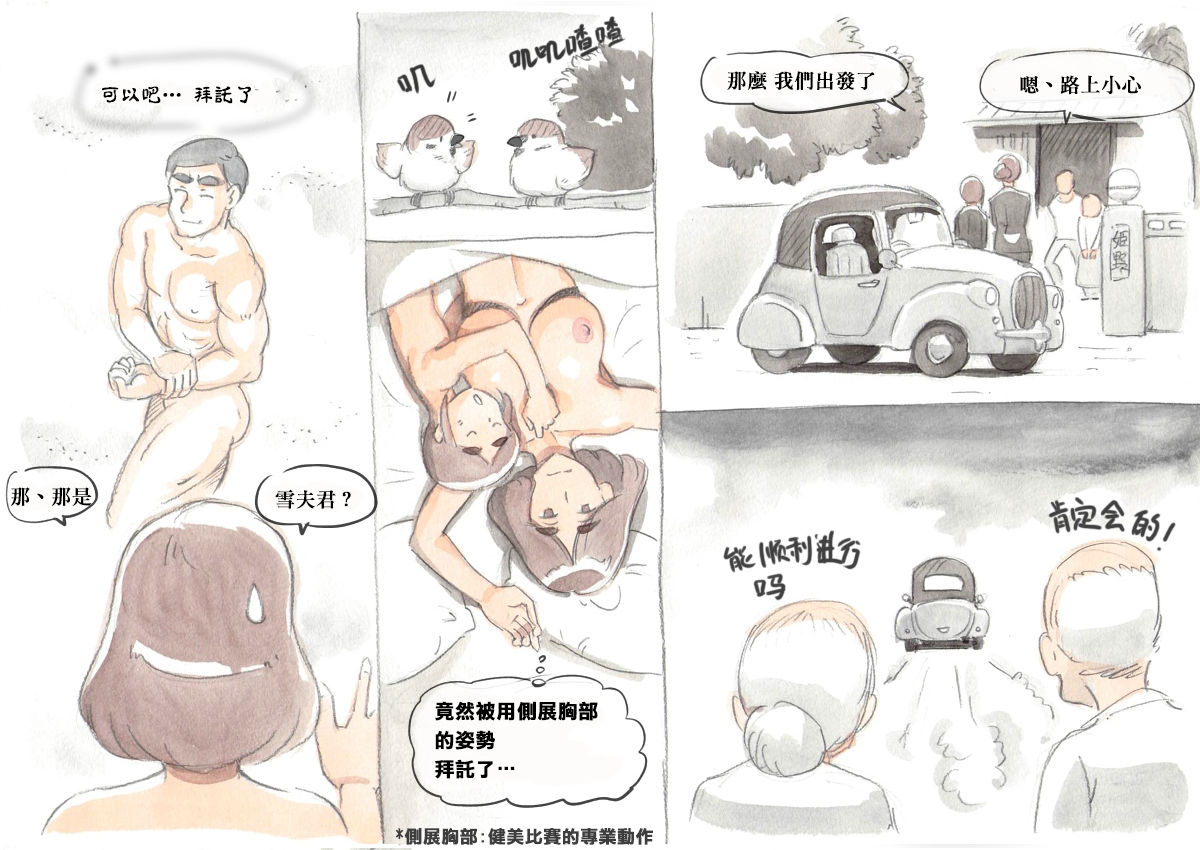 可以吧… 拜託了
那、那是
雪夫君？
叽
叽叽喳喳
竟然被用側展胸部
的姿勢
拜託了…
*側展胸部：健美比賽的專業動作
那麼 我們出發了
嗯、路上小心
姫野
能顺利进行
吗
肯定会的！